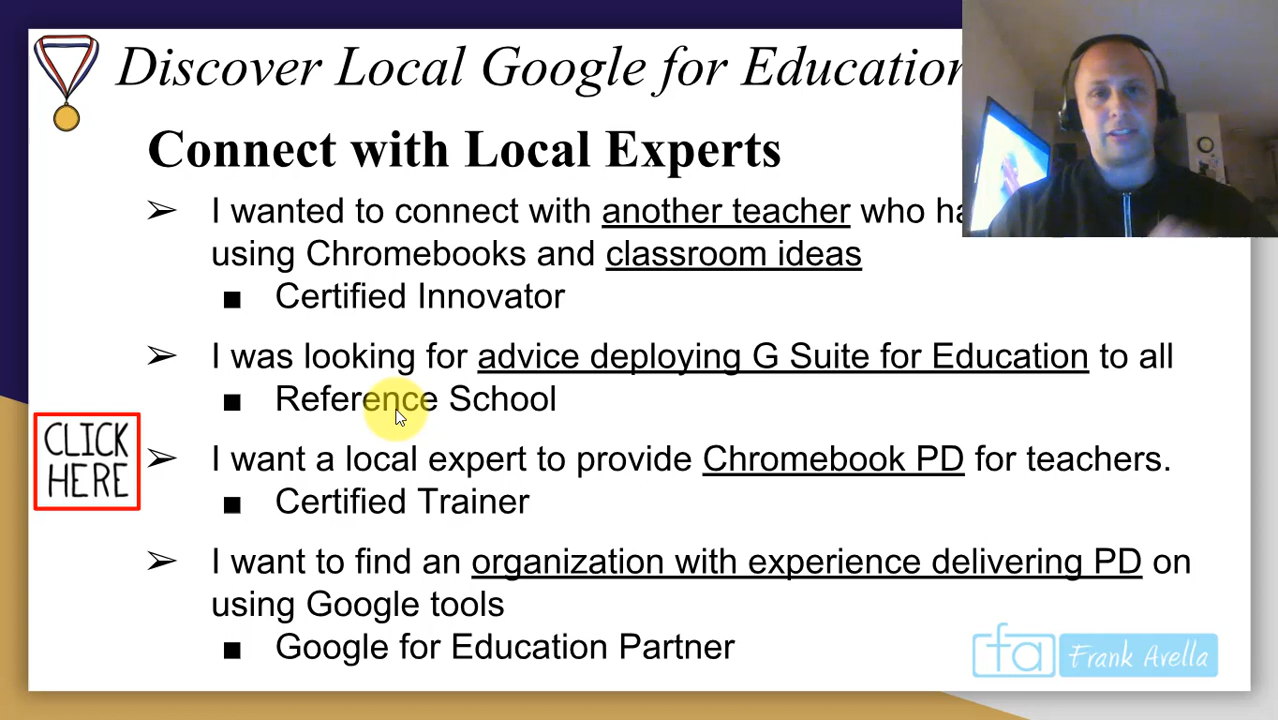 Discover Local Google for Education
Connect with Local Experts
➢ I wanted to connect with another teacher who
using Chromebooks and classroom ideas
■ Certified Innovator
➢ I was looking for advice deploying G Suite for Education to all
■ Reference School
CLICK
HERE
➢ I want a local expert to provide Chromebook PD for teachers.
■ Certified Trainer
➢ I want to find an organization with experience delivering PD on
using Google tools
■ Google for Education Partner
fa Frank Avella